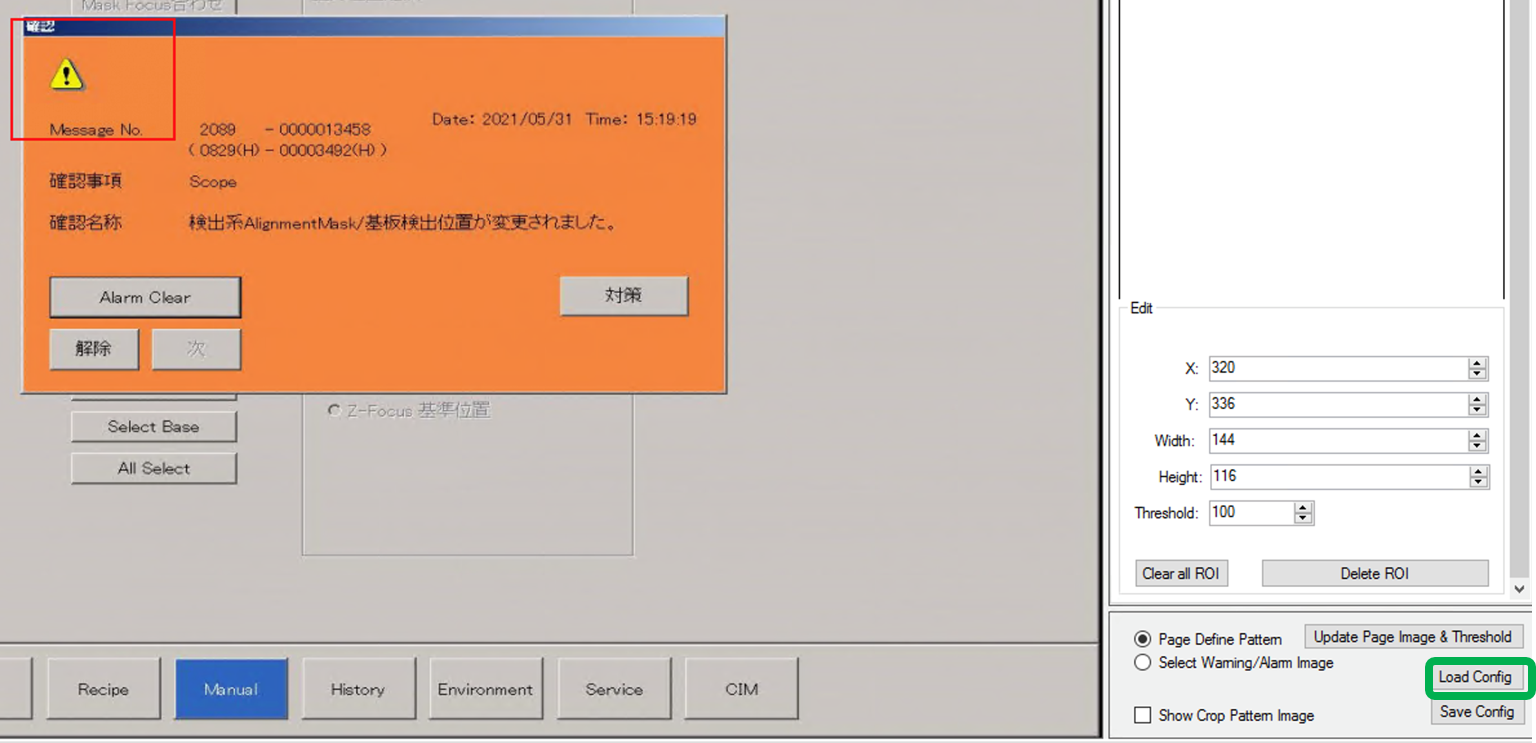 Mask Focus合わせ
確認
Message No. 2089 - 0000013458
( 0829(H) - 00003492(H) )
Date: 2021/05/31 Time: 15:19:19
確認事項 Scope
確認名称 検出系AlignmentMask/基板検出位置が変更されました。
Alarm Clear
対策
解除
次
Z-Focus 基準位置
Select Base
All Select
Recipe
Manual
History
Environment
Service
CIM
Edit
X: 320
Y: 336
Width: 144
Height: 116
Threshold: 100
Clear all ROI
Delete ROI
Page Define Pattern
Update Page Image & Threshold
Select Warning/Alarm Image
Load Config
Show Crop Pattern Image
Save Config